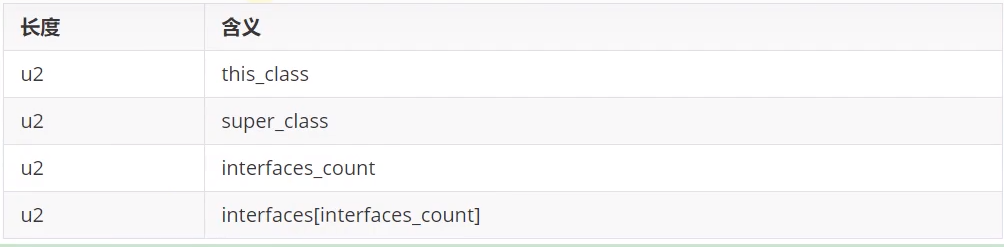 长度 含义
u2 this_class
u2 super_class
u2 interfaces_count
u2 interfaces[interfaces_count]